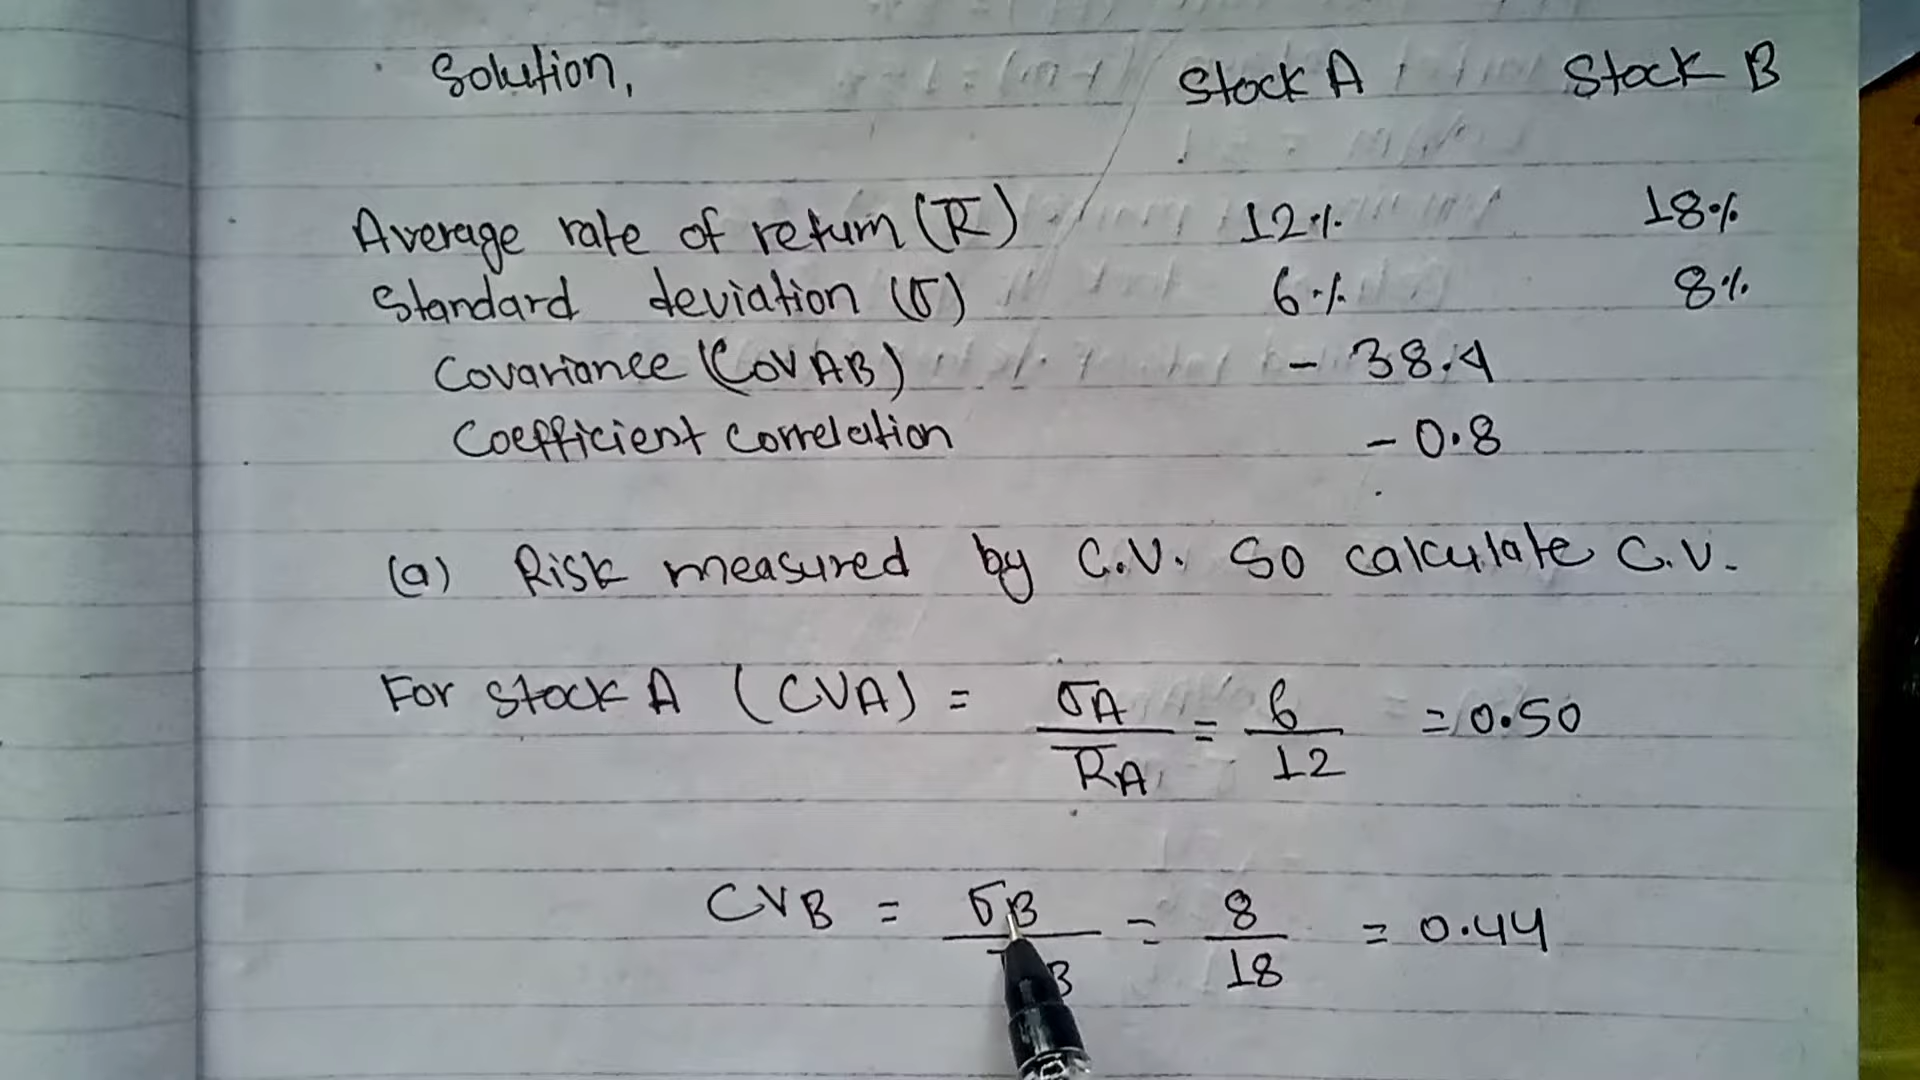 Solution, Stock A Stock B
Average rate of return (R̅) 12% 18%
Standard deviation (σ) 6% 8%
Covariance (COVAB) - 38.4
Coefficient correlation - 0.8
(a) Risk measured by C.V. So calculate C.V.
For stock A (CVA) = σA / R̅A = 6 / 12 = 0.50
CVB = σB / B = 8 / 18 = 0.44